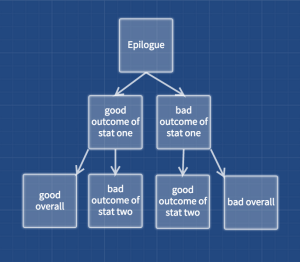 Epilogue
good
outcome of
stat one
bad
outcome of
stat one
good
overall
bad
outcome of
stat two
good
outcome of
stat two
bad overall